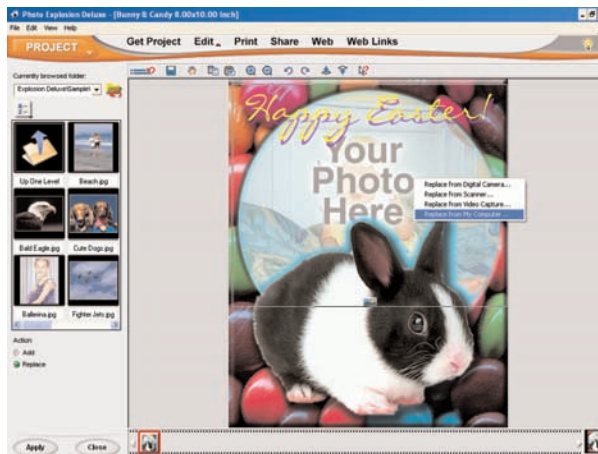 Photo Explosion Deluxe - [Bunny & Candy 8.00x10.00 Inch]
File Edit View Help
PROJECT
Get Project Edit Print Share Web Web Links
Currently browsed folder:
Explosion Deluxe\Sample\
Up One Level Beach.jpg
Bald Eagle.jpg Cute Dogs.jpg
Ballerina.jpg Fighter Jets.jpg
Action:
Add
Replace
Apply Close
Happy Easter!
Your
Photo
Here
Replace from Digital Camera...
Replace from Scanner...
Replace from Video Capture...
Replace from My Computer...